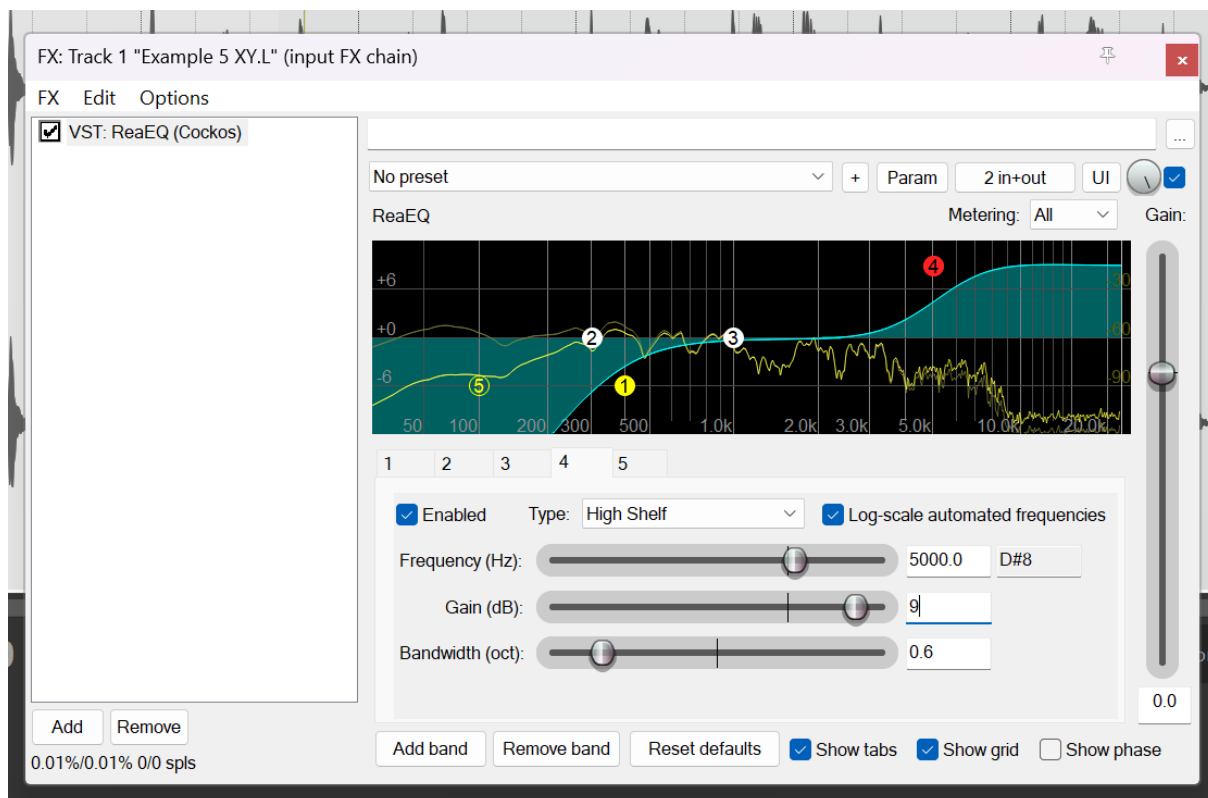 FX: Track 1 "Example 5 XY.L" (input FX chain)
FX Edit Options
VST: ReaEQ (Cockos)
...
No preset + Param 2 in+out UI
ReaEQ Metering: All Gain:
+6 -30
+0 -60
-6 -90
4
2 3
5 1
50 100 200 300 500 1.0k 2.0k 3.0k 5.0k 10.0k 20.0k
1 2 3 4 5
Enabled Type: High Shelf Log-scale automated frequencies
Frequency (Hz): 5000.0 D#8
Gain (dB): 9
Bandwidth (oct): 0.6
0.0
Add Remove
Add band Remove band Reset defaults Show tabs Show grid Show phase
0.01%/0.01% 0/0 spls